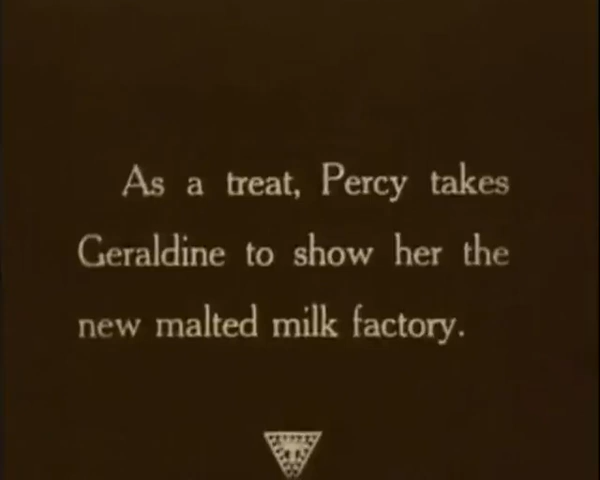 As a treat, Percy takes
Geraldine to show her the
new malted milk factory.